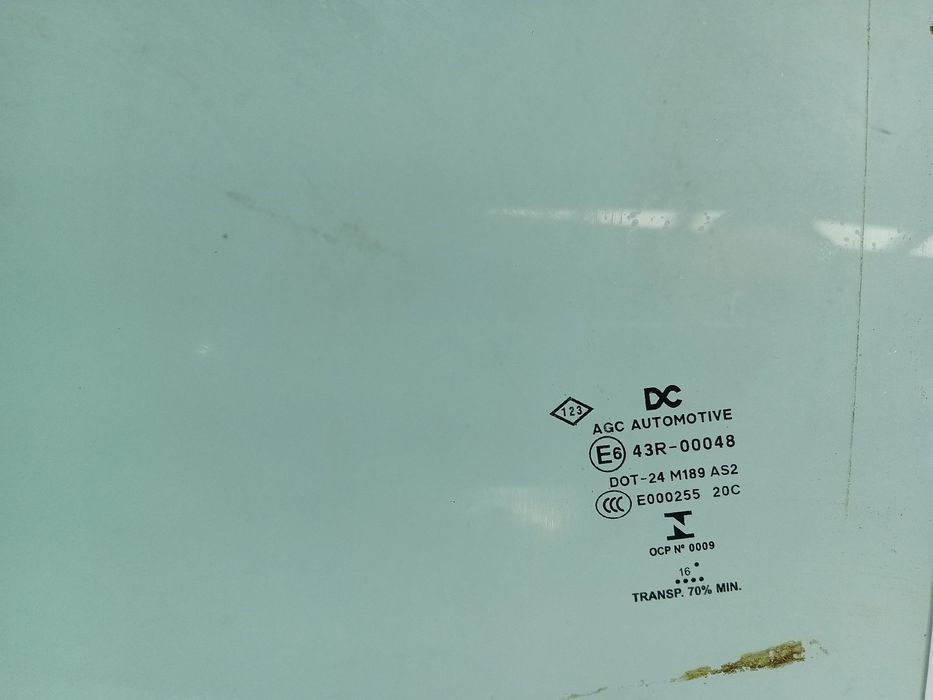 DC
123
AGC AUTOMOTIVE
E6 43R-00048
DOT-24 M189 AS2
CCC E000255 20C
OCP Nº 0009
16
TRANSP. 70% MIN.